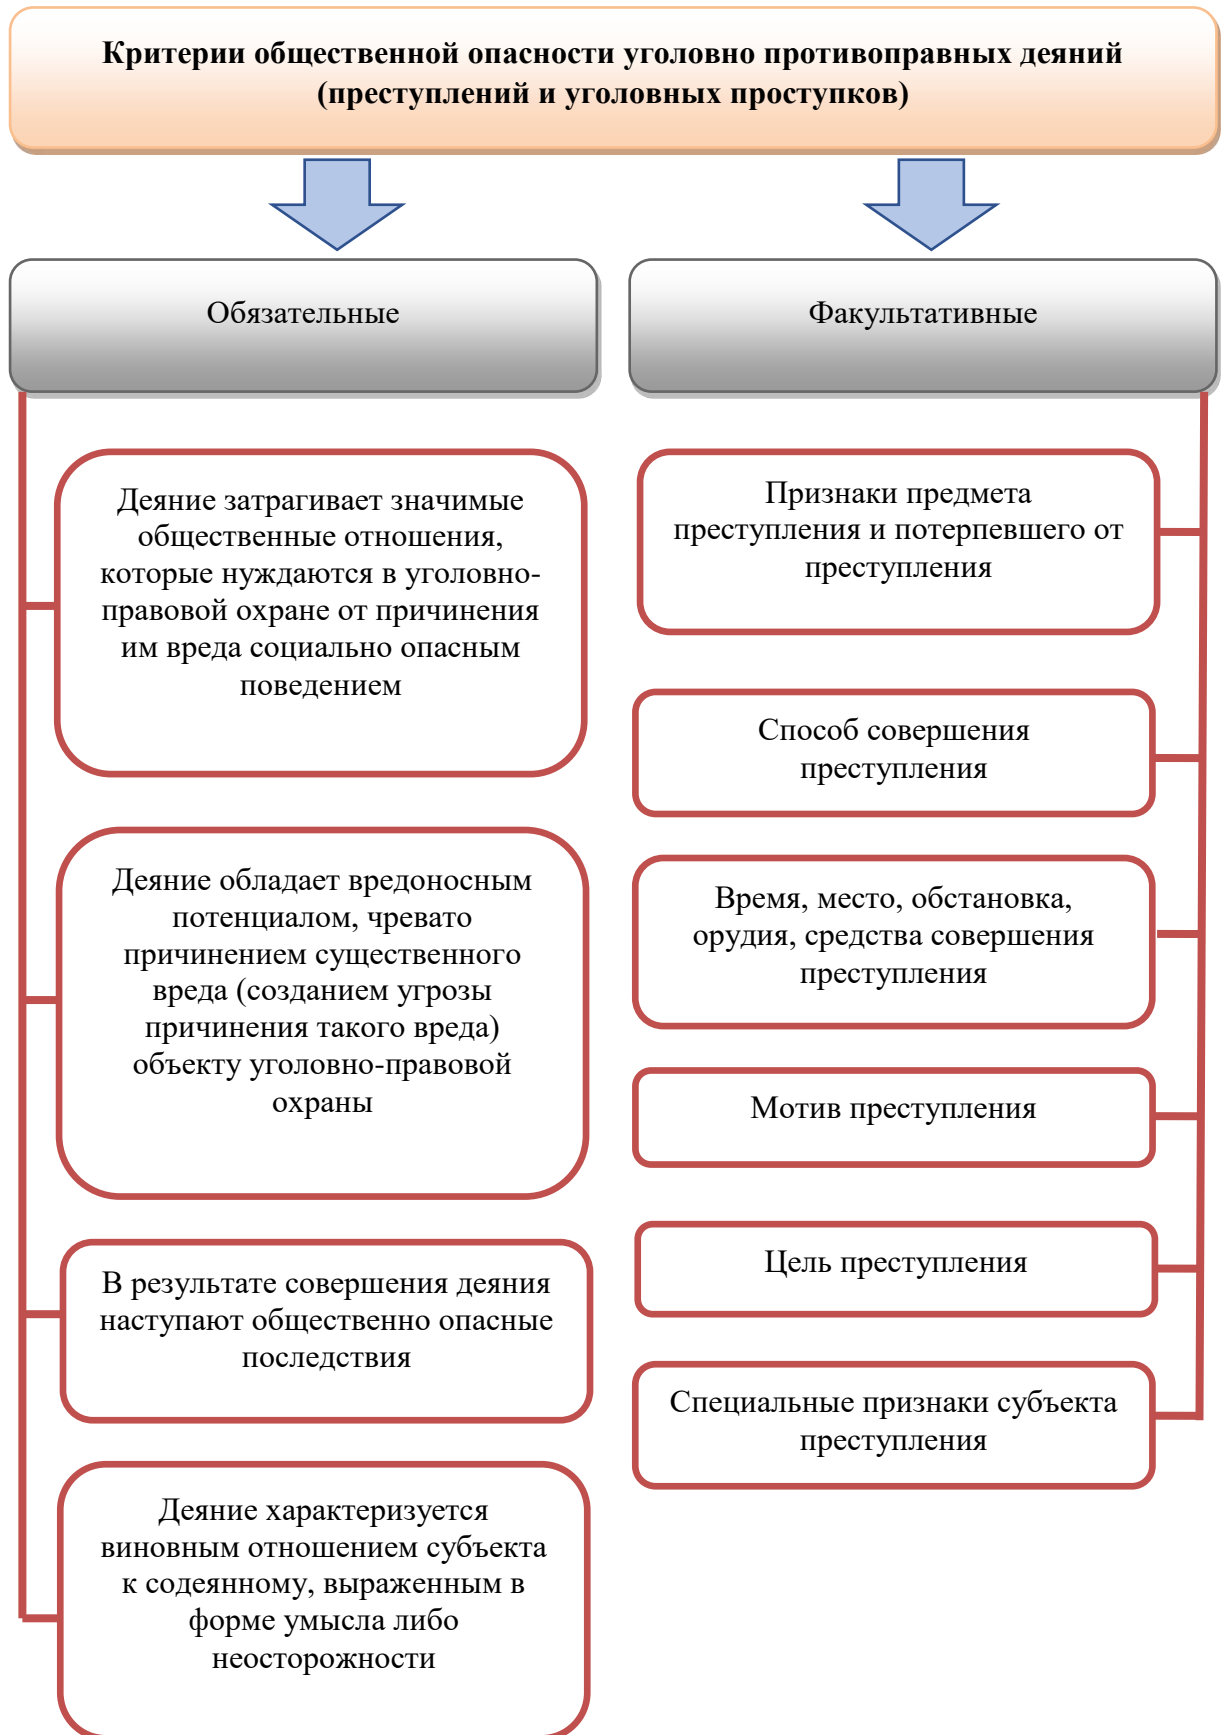 Критерии общественной опасности уголовно противоправных деяний
(преступлений и уголовных проступков)
Обязательные
Деяние затрагивает значимые
общественные отношения,
которые нуждаются в уголовно-
правовой охране от причинения
им вреда социально опасным
поведением
Деяние обладает вредоносным
потенциалом, чревато
причинением существенного
вреда (созданием угрозы
причинения такого вреда)
объекту уголовно-правовой
охраны
В результате совершения деяния
наступают общественно опасные
последствия
Деяние характеризуется
виновным отношением субъекта
к содеянному, выраженным в
форме умысла либо
неосторожности
Факультативные
Признаки предмета
преступления и потерпевшего от
преступления
Способ совершения
преступления
Время, место, обстановка,
орудия, средства совершения
преступления
Мотив преступления
Цель преступления
Специальные признаки субъекта
преступления